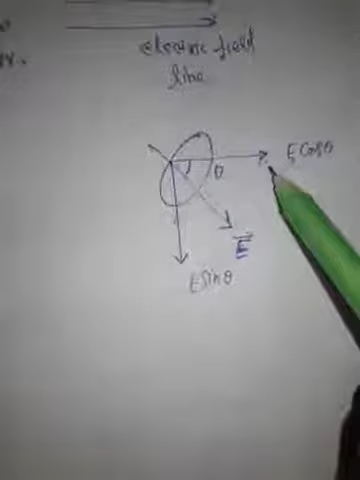 electric field
line
E Cosθ
θ
E
E Sinθ